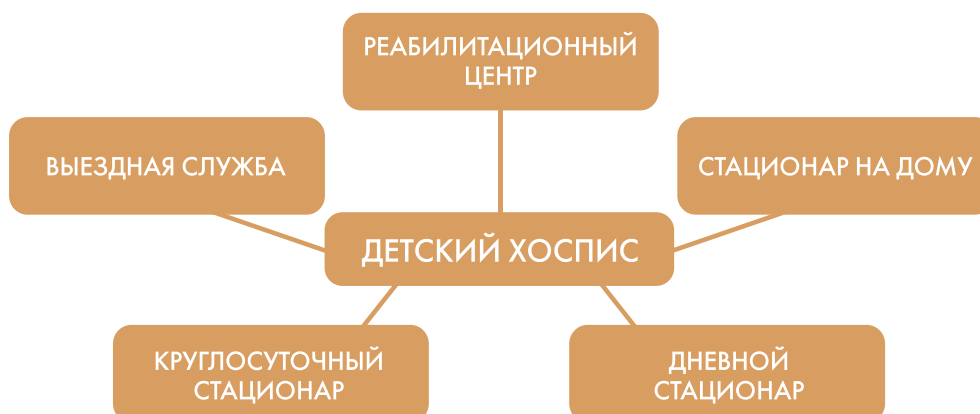 РЕАБИЛИТАЦИОННЫЙ
ЦЕНТР
ВЫЕЗДНАЯ СЛУЖБА
СТАЦИОНАР НА ДОМУ
ДЕТСКИЙ ХОСПИС
КРУГЛОСУТОЧНЫЙ
СТАЦИОНАР
ДНЕВНОЙ
СТАЦИОНАР